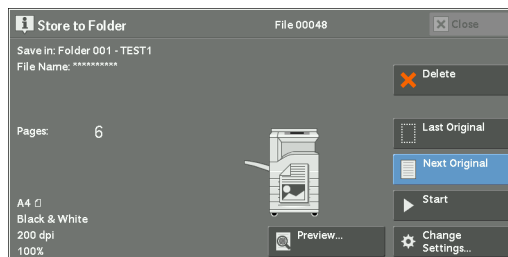 Store to Folder
File 00048
Close
Save in: Folder 001 - TEST1
File Name: **********
Delete
Pages: 6
Last Original
Next Original
A4
Start
Black & White
200 dpi
100%
Preview...
Change
Settings...